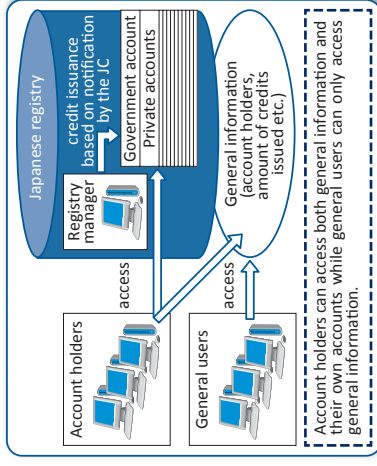 Japanese registry
credit issuance
based on notification
by the JC
Registry
manager
Government account
Private accounts
Account holders
access
General users
access
General information
(account holders,
amount of credits
issued etc.)
Account holders can access both general information and
their own accounts while general users can only access
general information.